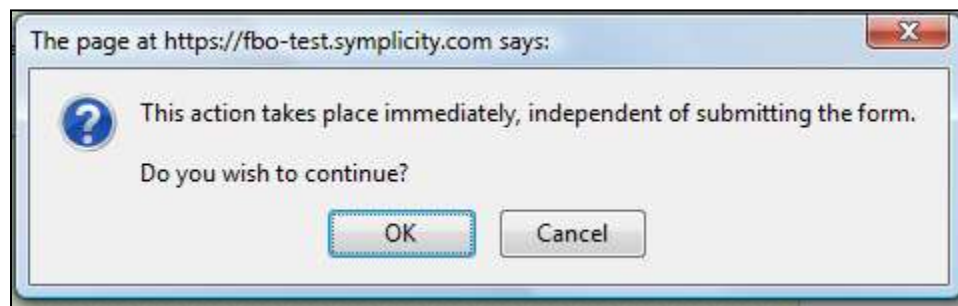 The page at https://fbo-test.symplicity.com says:
This action takes place immediately, independent of submitting the form.
Do you wish to continue?
OK
Cancel